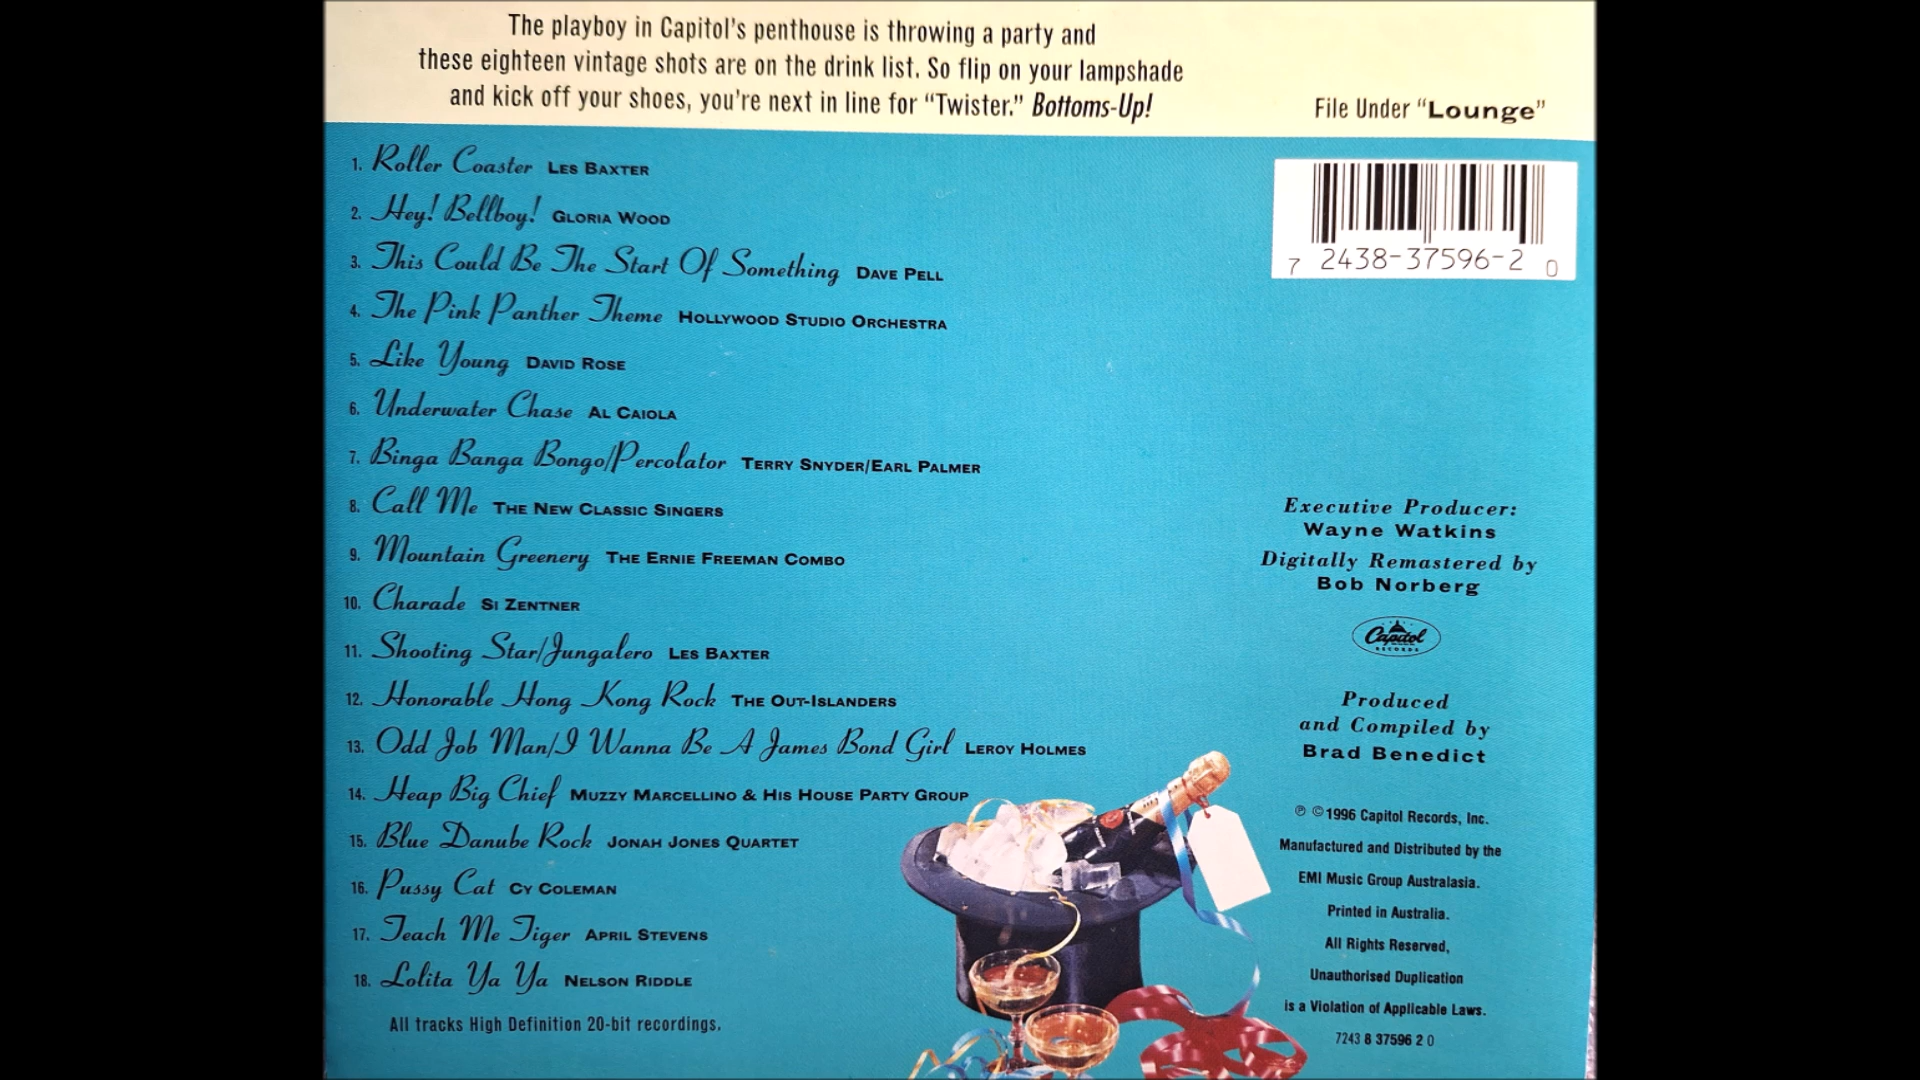 The playboy in Capitol's penthouse is throwing a party and
these eighteen vintage shots are on the drink list. So flip on your lampshade
and kick off your shoes, you're next in line for “Twister.” Bottoms-Up!
File Under “Lounge”
7 2438-37596-2 0
1. Roller Coaster LES BAXTER
2. Hey! Bellboy! GLORIA WOOD
3. This Could Be The Start Of Something DAVE PELL
4. The Pink Panther Theme HOLLYWOOD STUDIO ORCHESTRA
5. Like Young DAVID ROSE
6. Underwater Chase AL CAIOLA
7. Binga Banga Bongo/Percolator TERRY SNYDER/EARL PALMER
8. Call Me THE NEW CLASSIC SINGERS
9. Mountain Greenery THE ERNIE FREEMAN COMBO
10. Charade SI ZENTNER
11. Shooting Star/Jungalero LES BAXTER
12. Honorable Hong Kong Rock THE OUT-ISLANDERS
13. Odd Job Man/I Wanna Be A James Bond Girl LEROY HOLMES
14. Heap Big Chief MUZZY MARCELLINO & HIS HOUSE PARTY GROUP
15. Blue Danube Rock JONAH JONES QUARTET
16. Pussy Cat CY COLEMAN
17. Teach Me Tiger APRIL STEVENS
18. Lolita Ya Ya NELSON RIDDLE
All tracks High Definition 20-bit recordings.
Executive Producer:
Wayne Watkins
Digitally Remastered by
Bob Norberg
Capitol
RECORDS
Produced
and Compiled by
Brad Benedict
℗ ©1996 Capitol Records, Inc.
Manufactured and Distributed by the
EMI Music Group Australasia.
Printed in Australia.
All Rights Reserved,
Unauthorised Duplication
is a Violation of Applicable Laws.
7243 8 37596 2 0